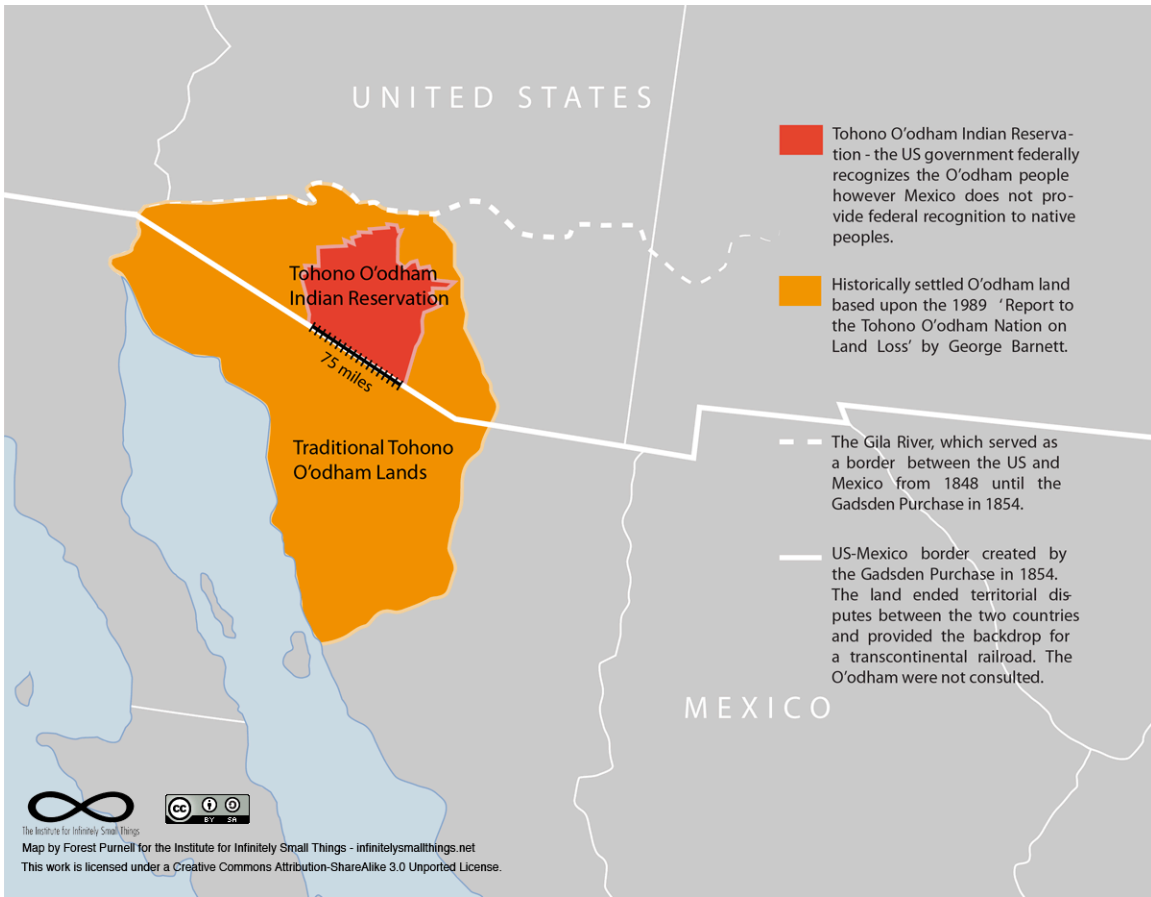 UNITED STATES
Tohono O'odham Indian Reserva-
tion - the US government federally
recognizes the O'odham people
however Mexico does not pro-
vide federal recognition to native
peoples.
Tohono O'odham
Indian Reservation
Historically settled O'odham land
based upon the 1989 ‘Report to
the Tohono O'odham Nation on
Land Loss’ by George Barnett.
75 miles
Traditional Tohono
O'odham Lands
The Gila River, which served as
a border between the US and
Mexico from 1848 until the
Gadsden Purchase in 1854.
US-Mexico border created by
the Gadsden Purchase in 1854.
The land ended territorial dis-
putes between the two countries
and provided the backdrop for
a transcontinental railroad. The
O'odham were not consulted.
MEXICO
The Institute for Infinitely Small Things
cc
BY SA
Map by Forest Purnell for the Institute for Infinitely Small Things - infinitelysmallthings.net
This work is licensed under a Creative Commons Attribution-ShareAlike 3.0 Unported License.